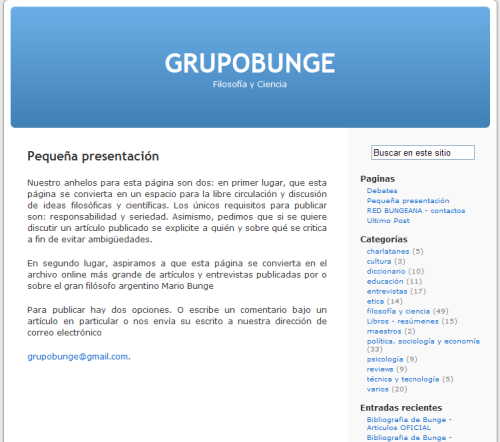 GRUPOBUNGE
Filosofía y Ciencia
Pequeña presentación
Nuestro anhelos para esta página son dos: en primer lugar, que esta
página se convierta en un espacio para la libre circulación y discusión
de ideas filosóficas y científicas. Los únicos requisitos para publicar
son: responsabilidad y seriedad. Asimismo, pedimos que si se quiere
discutir un artículo publicado se explicite a quién y sobre qué se critica
a fin de evitar ambigüedades.
En segundo lugar, aspiramos a que esta página se convierta en el
archivo online más grande de artículos y entrevistas publicadas por o
sobre el gran filósofo argentino Mario Bunge
Para publicar hay dos opciones. O escribe un comentario bajo un
artículo en particular o nos envía su escrito a nuestra dirección de
correo electrónico
grupobunge@gmail.com.
Buscar en este sitio
Paginas
Debates
Pequeña presentación
RED BUNGEANA - contactos
Ultimo Post
Categorías
charlatanes (5)
cultura (3)
diccionario (10)
educación (11)
entrevistas (17)
etica (14)
filosofía y ciencia (49)
Libros - resúmenes (15)
maestros (2)
política, sociología y economía
(33)
psicología (9)
reviews (9)
técnica y tecnología (5)
varios (20)
Entradas recientes
Bibliografia de Bunge -
Articulos OFICIAL
Bibliografia de Bunge -